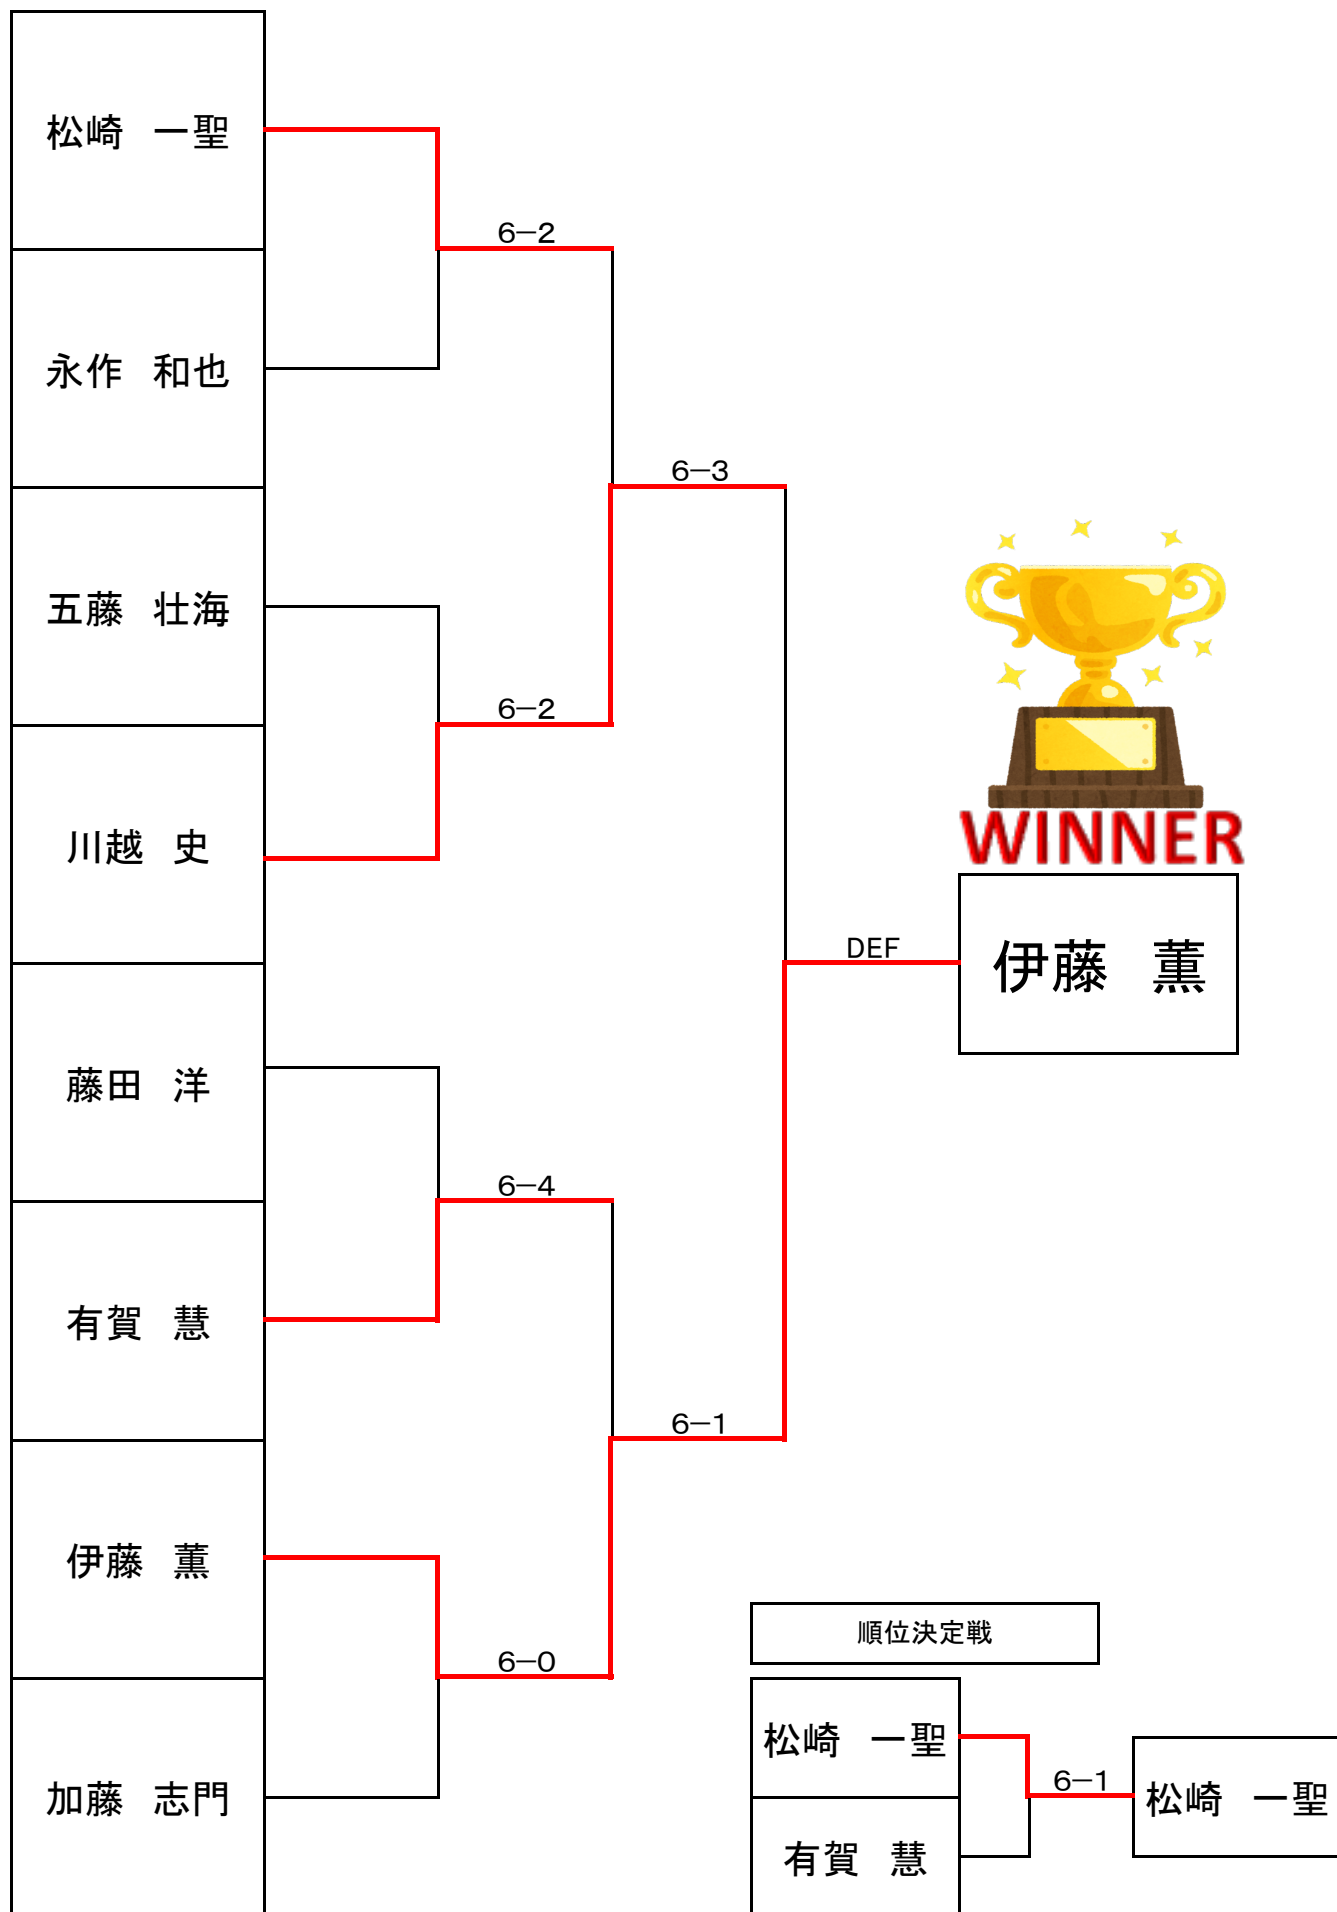 松崎　一聖
6−2
永作　和也
6−3
五藤　壮海
6−2
川越　史
WINNER
伊藤　薫
DEF
藤田　洋
6−4
有賀　慧
6−1
伊藤　薫
6−0
加藤　志門
順位決定戦
松崎　一聖
6−1
松崎　一聖
有賀　慧